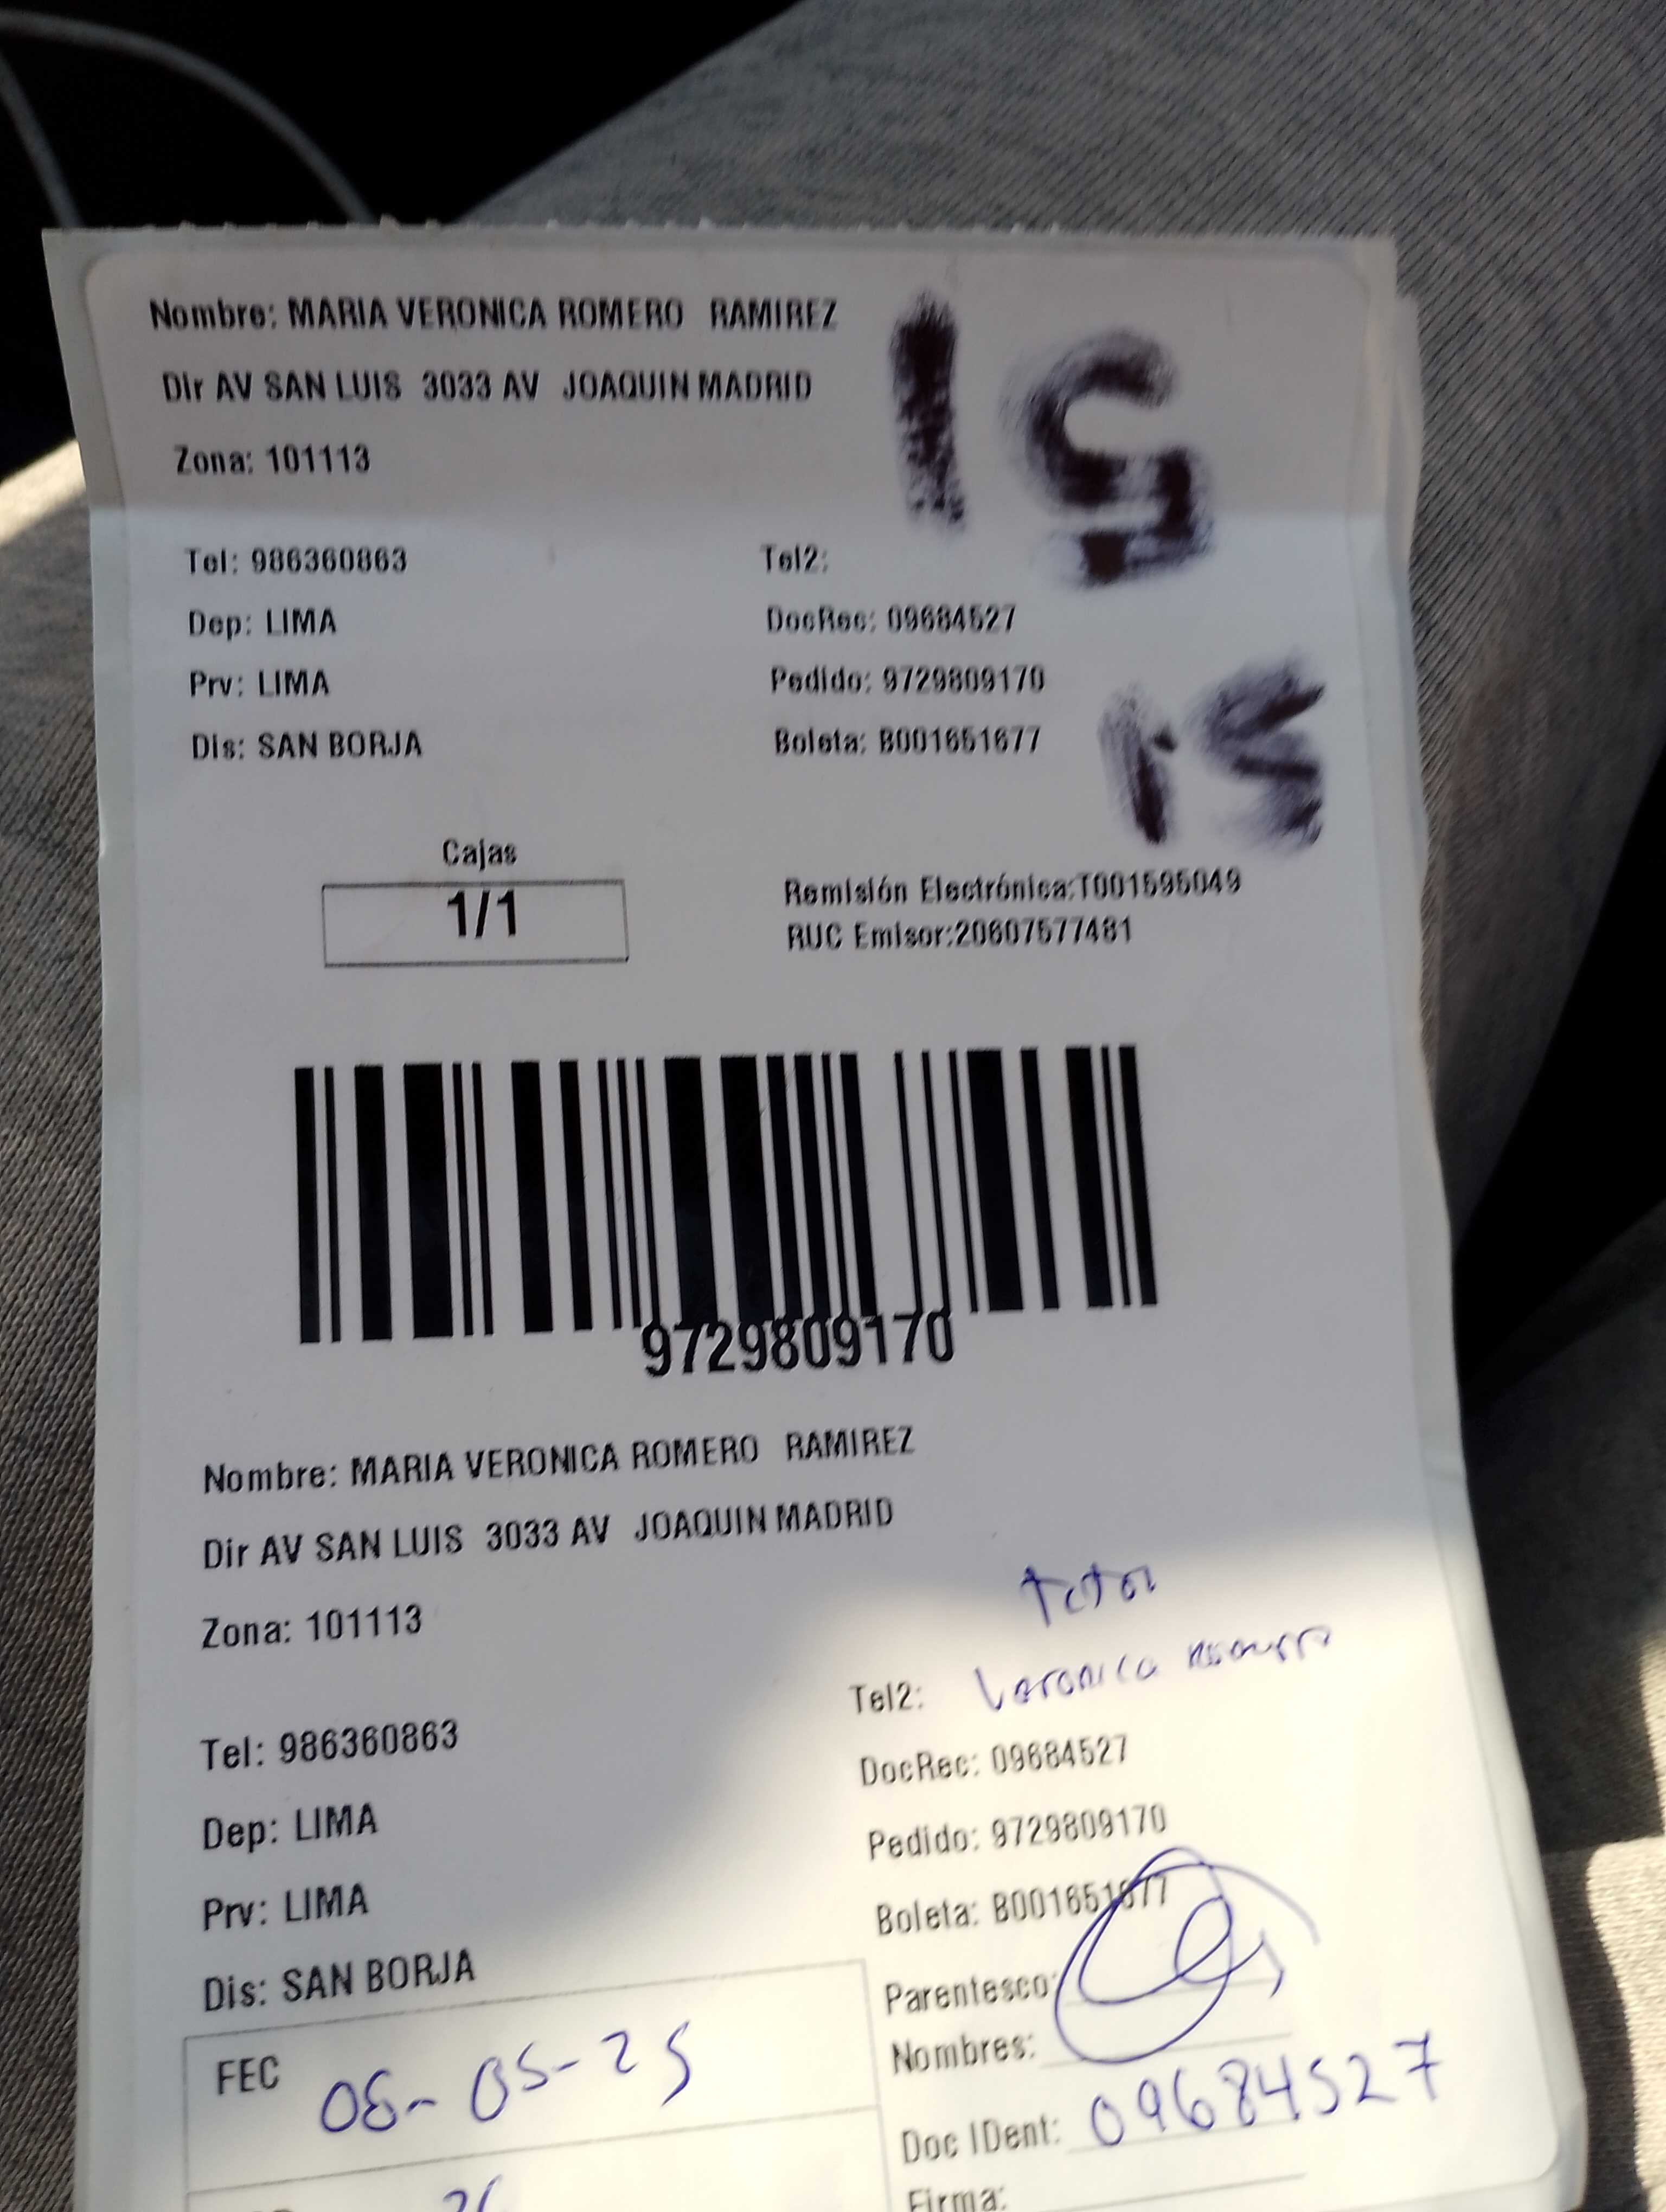 Nombre: MARIA VERONICA ROMERO RAMIREZ
15
Dir AV SAN LUIS 3033 AV JOAQUIN MADRID
Zona: 101113
Tel: 986360863 Tel2:
Dep: LIMA DocRec: 09684527
Prv: LIMA Pedido: 9729809170
Dis: SAN BORJA Boleta: B001651677
15
Cajas
1/1
Remisión Electrónica:T001595049
RUC Emisor:20607577481
9729809170
Nombre: MARIA VERONICA ROMERO RAMIREZ
Dir AV SAN LUIS 3033 AV JOAQUIN MADRID
Zona: 101113
Tel2: Veronica Romero
Tel: 986360863 DocRec: 09684527
Dep: LIMA Pedido: 9729809170
Prv: LIMA Boleta: B001651677
Dis: SAN BORJA Parentesco:
Nombres:
FEC 06-05-25
Doc IDent: 09684527
Firma: